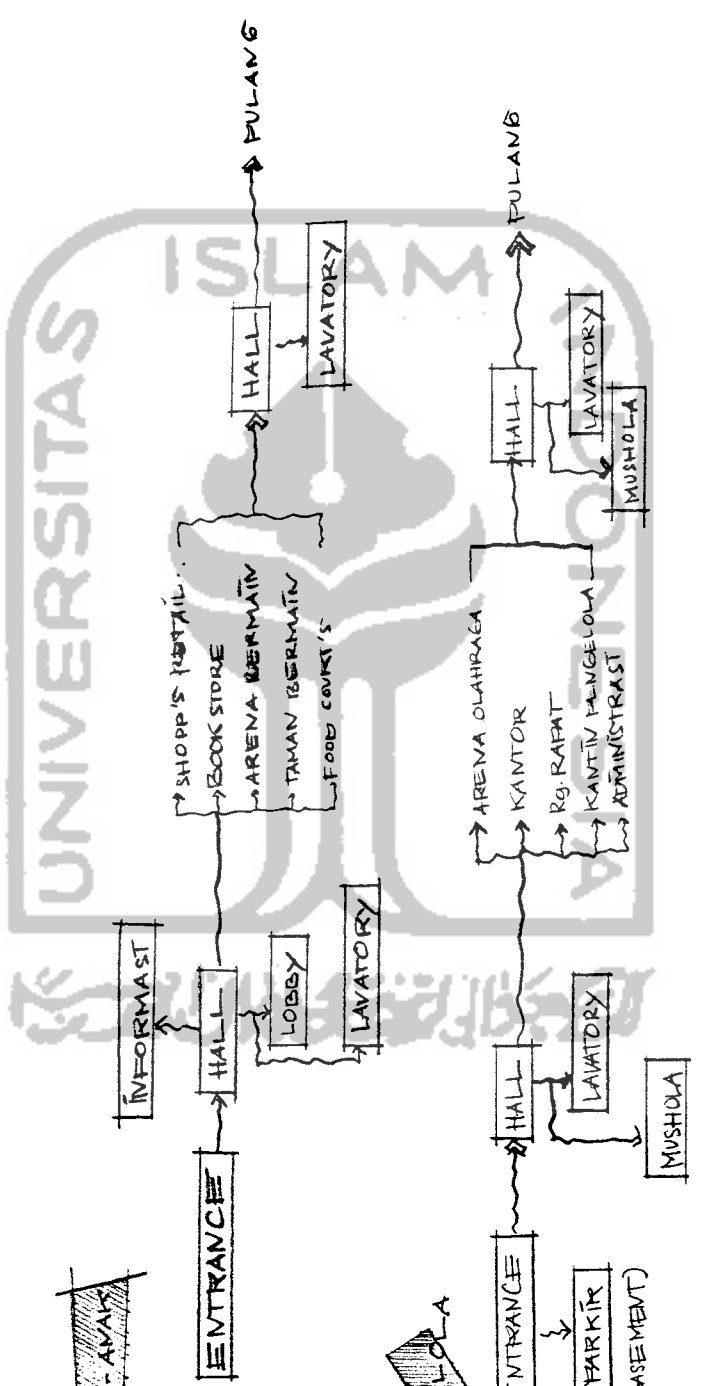 - ANAK
ENTRANCE
HALL
INFORMASI
LOBBY
LAVATORY
SHOPP'S RETAIL
BOOK STORE
ARENA BERMAIN
TAMAN BERMAIN
FOOD COURT'S
HALL
LAVATORY
PULANG
LOLA
ENTRANCE
PARKIR
BASEMENT)
HALL
LAVATORY
MUSHOLA
ARENA OLAHRAGA
KANTOR
Rg. RAPAT
KANTIN PENGELOLA
ADMINISTRASI
HALL
LAVATORY
MUSHOLA
PULANG
UNIVERSITAS
ISLAM
INDONESIA